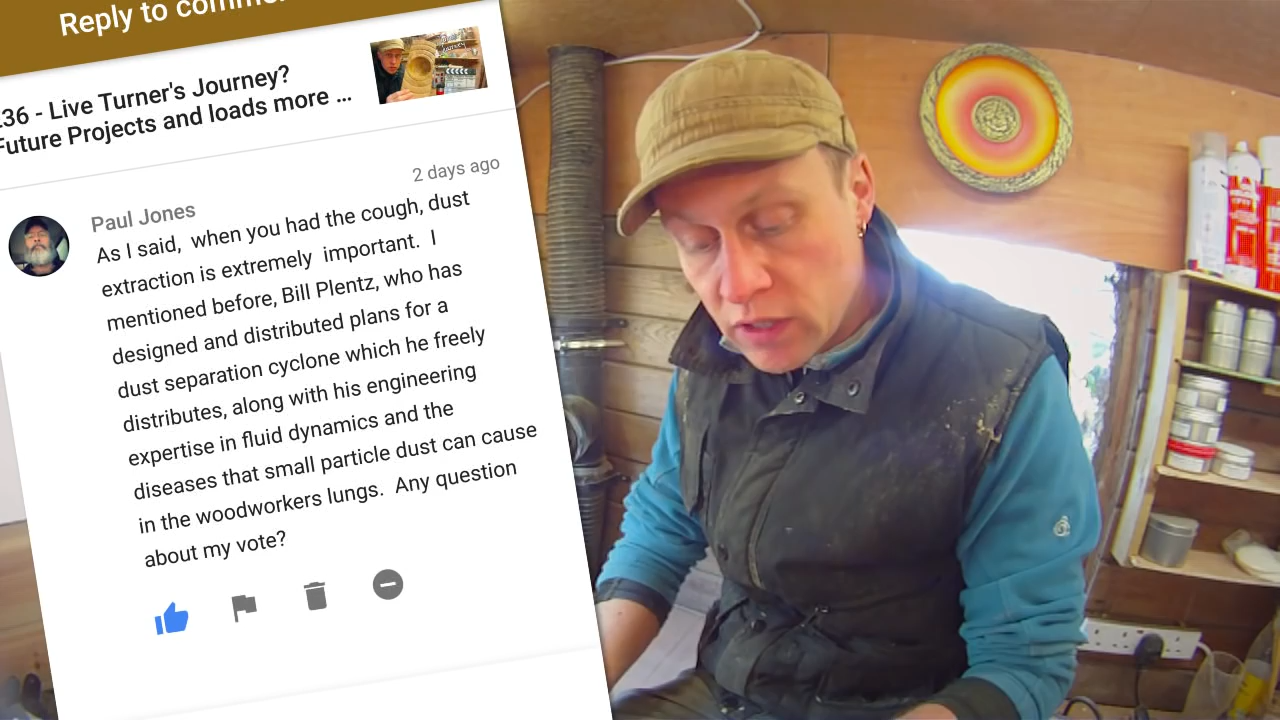 Reply to
36 - Live Turner's Journey?
Future Projects and loads more ...
2 days ago
Paul Jones
As I said, when you had the cough, dust
extraction is extremely important. I
mentioned before, Bill Plentz, who has
designed and distributed plans for a
dust separation cyclone which he freely
distributes, along with his engineering
expertise in fluid dynamics and the
diseases that small particle dust can cause
in the woodworkers lungs. Any question
about my vote?